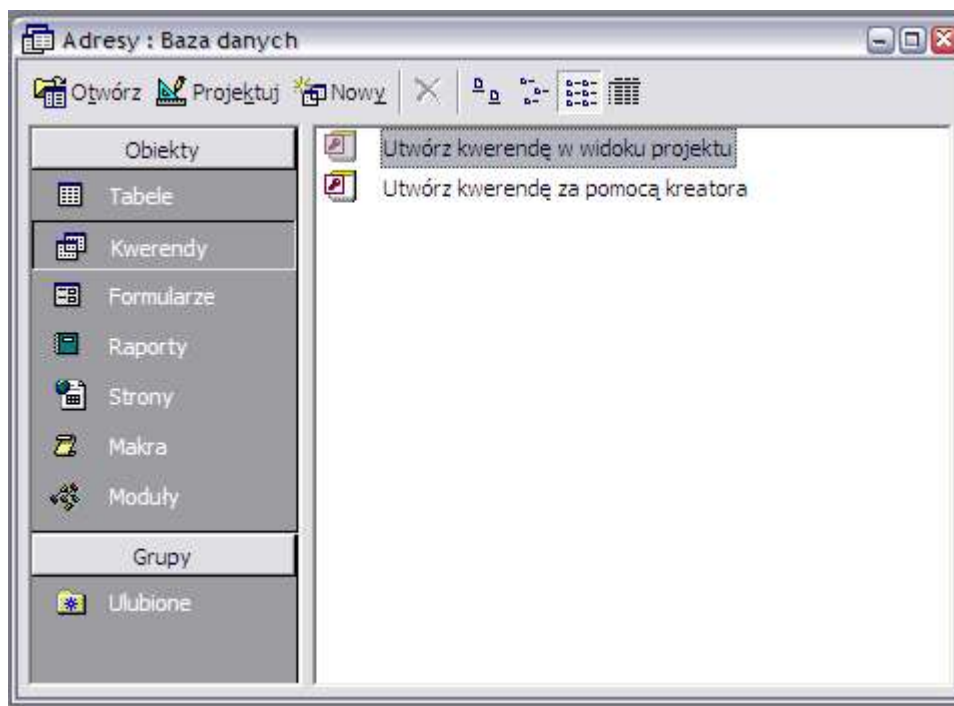 Adresy : Baza danych
Otwórz Projektuj Nowy
Obiekty
Tabele
Kwerendy
Formularze
Raporty
Strony
Makra
Moduły
Grupy
Ulubione
Utwórz kwerendę w widoku projektu
Utwórz kwerendę za pomocą kreatora